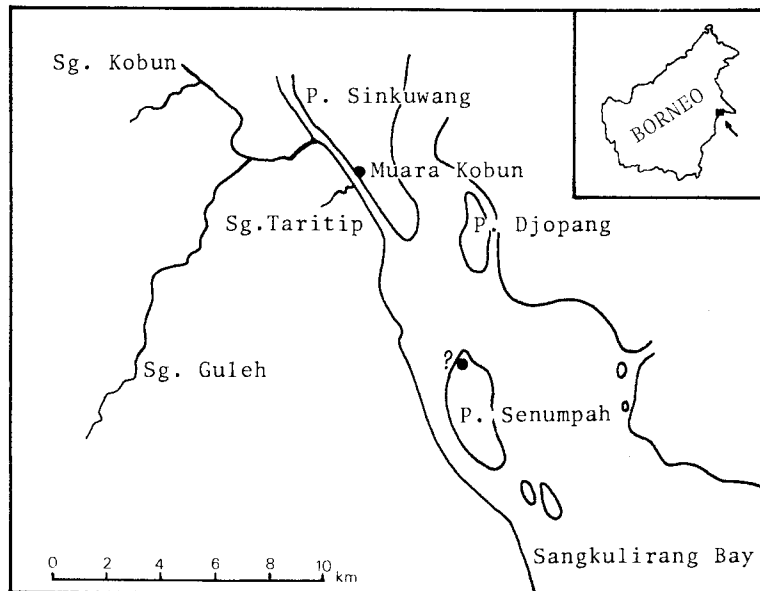 Sg. Kobun
P. Sinkuwang
BORNEO
Muara Kobun
Sg.Taritip
P. Djopang
?
Sg. Guleh
P. Senumpah
Sangkulirang Bay
0 2 4 6 8 10
km